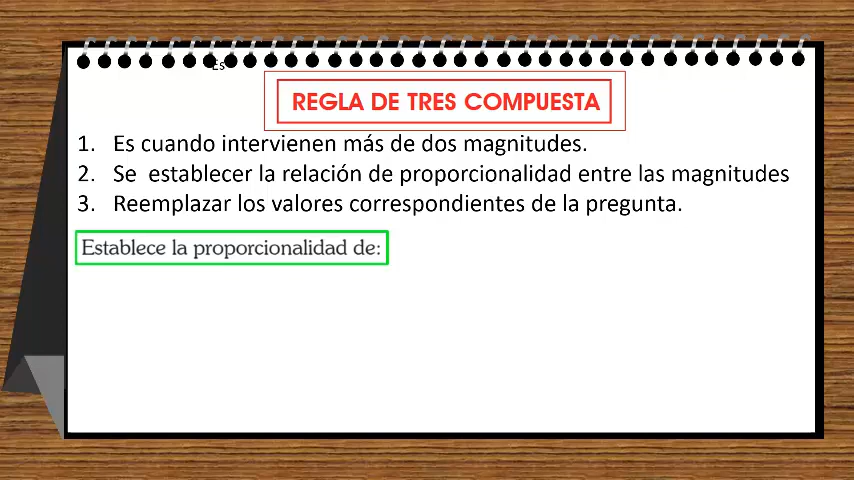 Es
REGLA DE TRES COMPUESTA
1. Es cuando intervienen más de dos magnitudes.
2. Se establecer la relación de proporcionalidad entre las magnitudes
3. Reemplazar los valores correspondientes de la pregunta.
Establece la proporcionalidad de: